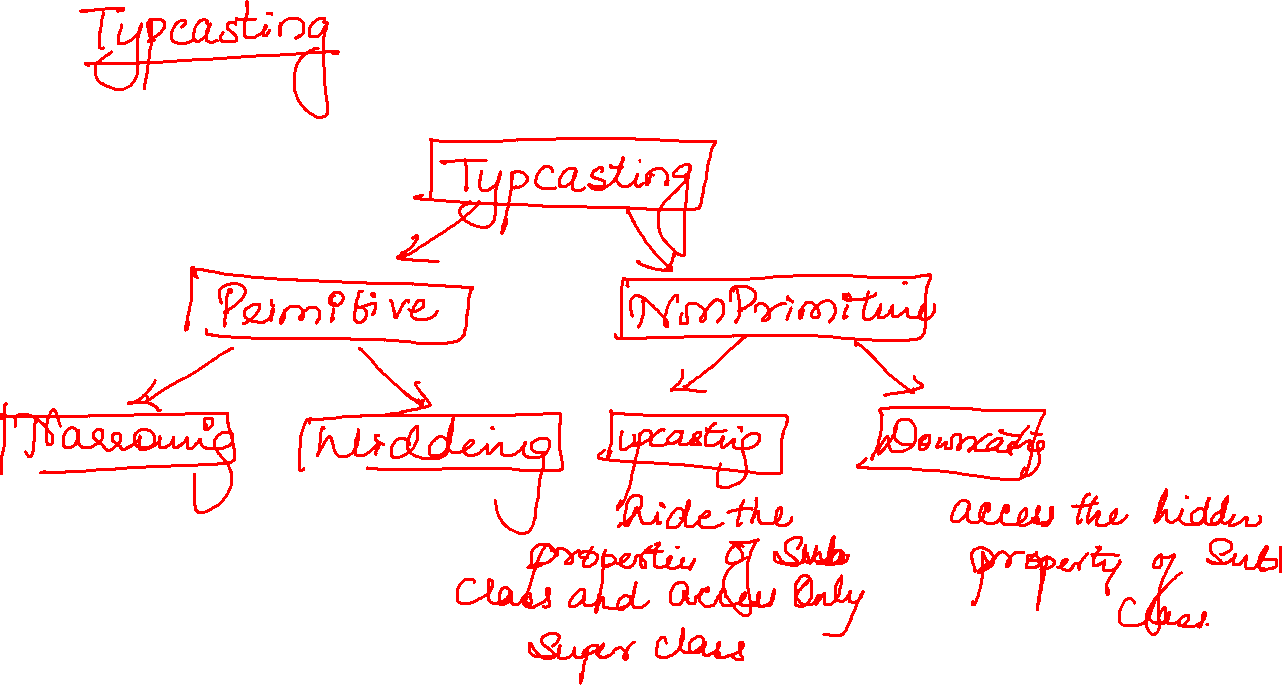 Typcasting
Typcasting
Primitive
NonPrimitive
Narrowing
Widdening
upcasting
Downcasting
hide the
properties of Sub
class and access Only
Super class
access the hidden
property of Sub
class.